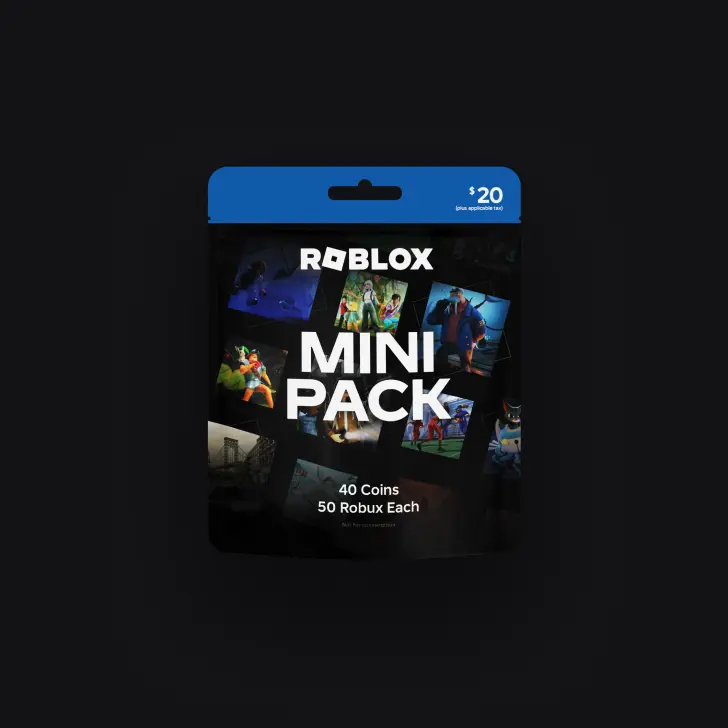 $20
(plus applicable tax)
ROBLOX
MINI
PACK
40 Coins
50 Robux Each